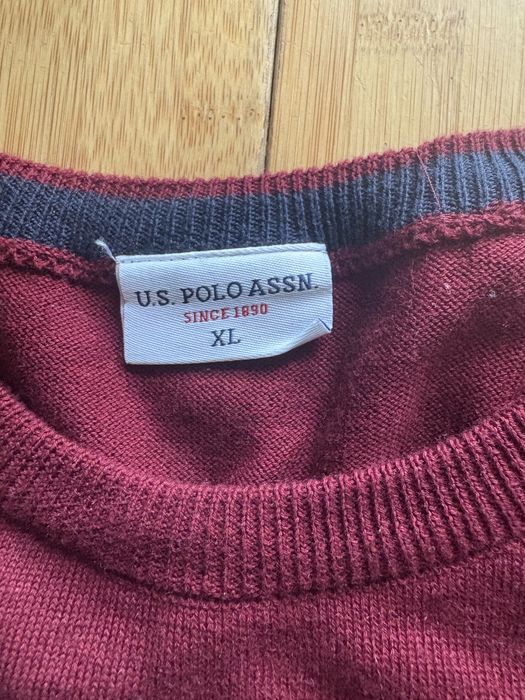 U.S. POLO ASSN.
SINCE 1890
XL